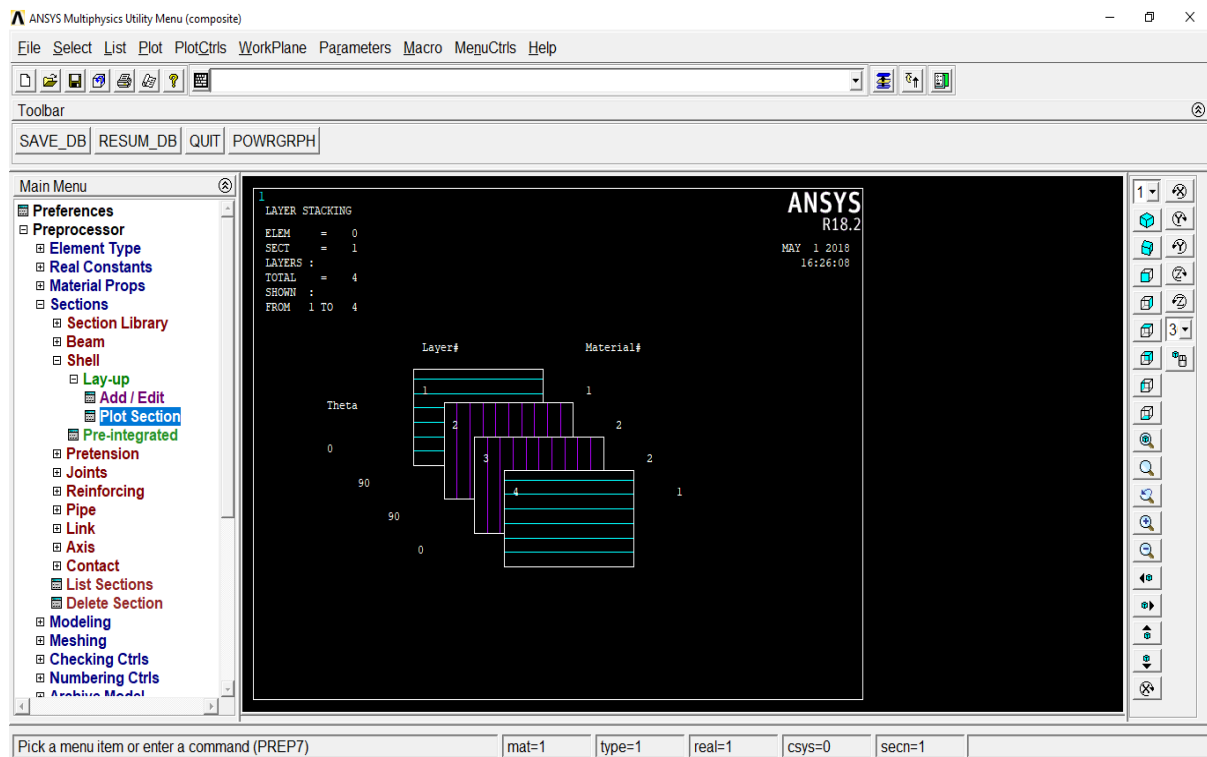 ANSYS Multiphysics Utility Menu (composite)
File Select List Plot PlotCtrls WorkPlane Parameters Macro MenuCtrls Help
Toolbar
SAVE_DB RESUM_DB QUIT POWRGRPH
Main Menu
Preferences
Preprocessor
Element Type
Real Constants
Material Props
Sections
Section Library
Beam
Shell
Lay-up
Add / Edit
Plot Section
Pre-integrated
Pretension
Joints
Reinforcing
Pipe
Link
Axis
Contact
List Sections
Delete Section
Modeling
Meshing
Checking Ctrls
Numbering Ctrls
Archive Model
1
LAYER STACKING
ELEM = 0
SECT = 1
LAYERS :
TOTAL = 4
SHOWN :
FROM 1 TO 4
ANSYS
R18.2
MAY 1 2018
16:26:08
Layer# Material#
1 1
Theta
2 2
0 3 2
90 4 1
90
0
1
3
Pick a menu item or enter a command (PREP7) mat=1 type=1 real=1 csys=0 secn=1